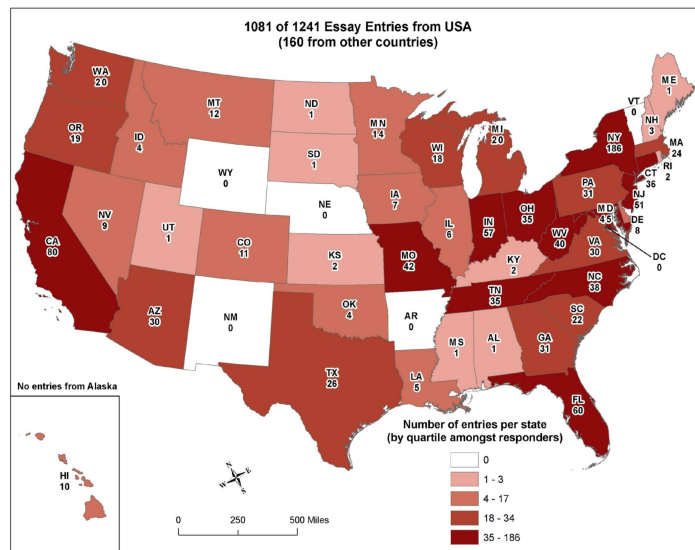 1081 of 1241 Essay Entries from USA
(160 from other countries)
WA
20
OR
19
CA
80
ID
4
NV
9
MT
12
WY
0
UT
1
AZ
30
CO
11
NM
0
ND
1
SD
1
NE
0
KS
2
OK
4
TX
26
MN
14
IA
7
MO
42
AR
0
LA
5
WI
18
IL
6
MI
20
IN
57
OH
35
KY
2
TN
35
MS
1
AL
1
GA
31
FL
60
SC
22
NC
38
VA
30
WV
40
PA
31
NY
186
VT
0
NH
3
ME
1
MA
24
RI
2
CT
36
NJ
51
MD
45
DE
8
DC
0
No entries from Alaska
HI
10
N
W
E
S
0
250
500 Miles
Number of entries per state
(by quartile amongst responders)
0
1 - 3
4 - 17
18 - 34
35 - 186